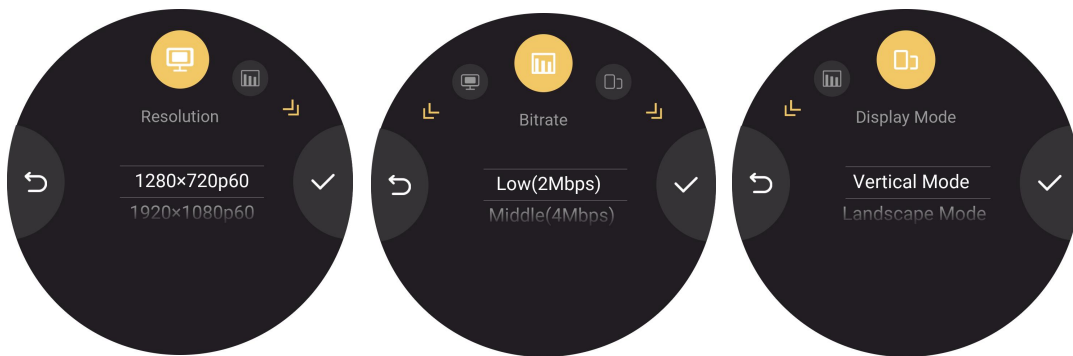 Resolution
1280×720p60
1920×1080p60
Bitrate
Low(2Mbps)
Middle(4Mbps)
Display Mode
Vertical Mode
Landscape Mode